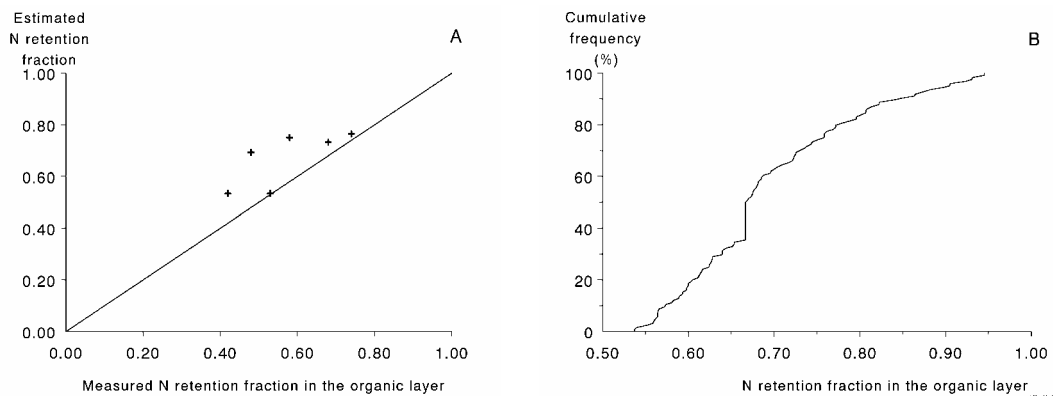 Estimated
N retention
fraction
A
1.00
0.80
0.60
0.40
0.20
0.00
0.00 0.20 0.40 0.60 0.80 1.00
Measured N retention fraction in the organic layer
Cumulative
frequency
(%)
B
100
80
60
40
20
0
0.50 0.60 0.70 0.80 0.90 1.00
N retention fraction in the organic layer